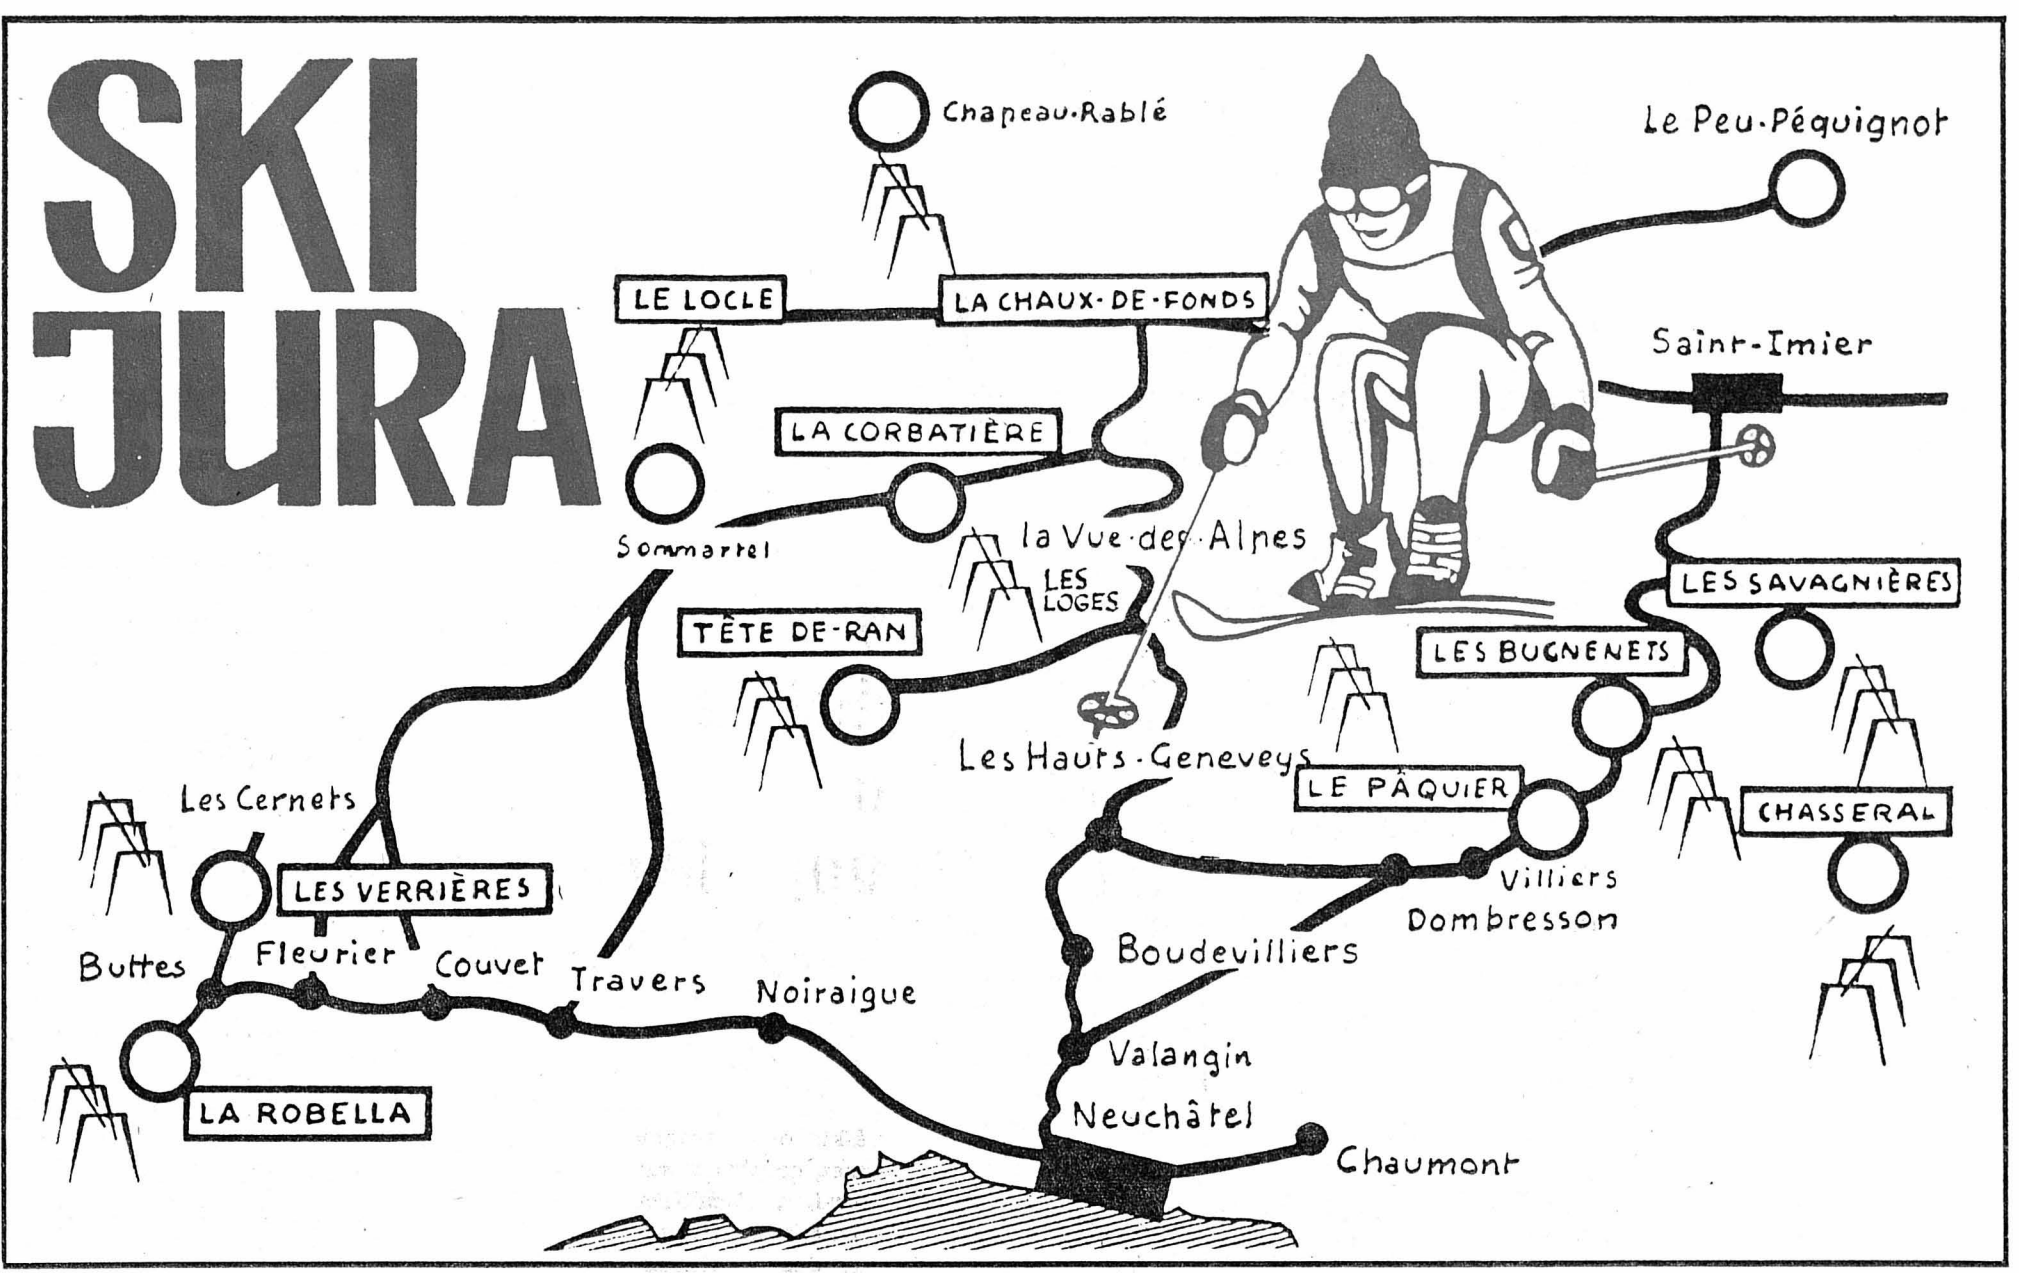 SKI
JURA
Chapeau-Rablé
Le Peu-Péquignot
LE LOCLE
LA CHAUX-DE-FONDS
Saint-Imier
LA CORBATIÈRE
Sommartel
la Vue-des-Alpes
LES
LOGES
LES SAVAGNIÈRES
TÊTE DE-RAN
LES BUGNENETS
Les Hauts-Geneveys
LE PÂQUIER
CHASSERAL
Les Cernets
LES VERRIÈRES
Villiers
Dombresson
Buttes
Fleurier
Couvet
Travers
Noiraigue
Boudevilliers
Valangin
LA ROBELLA
Neuchâtel
Chaumont